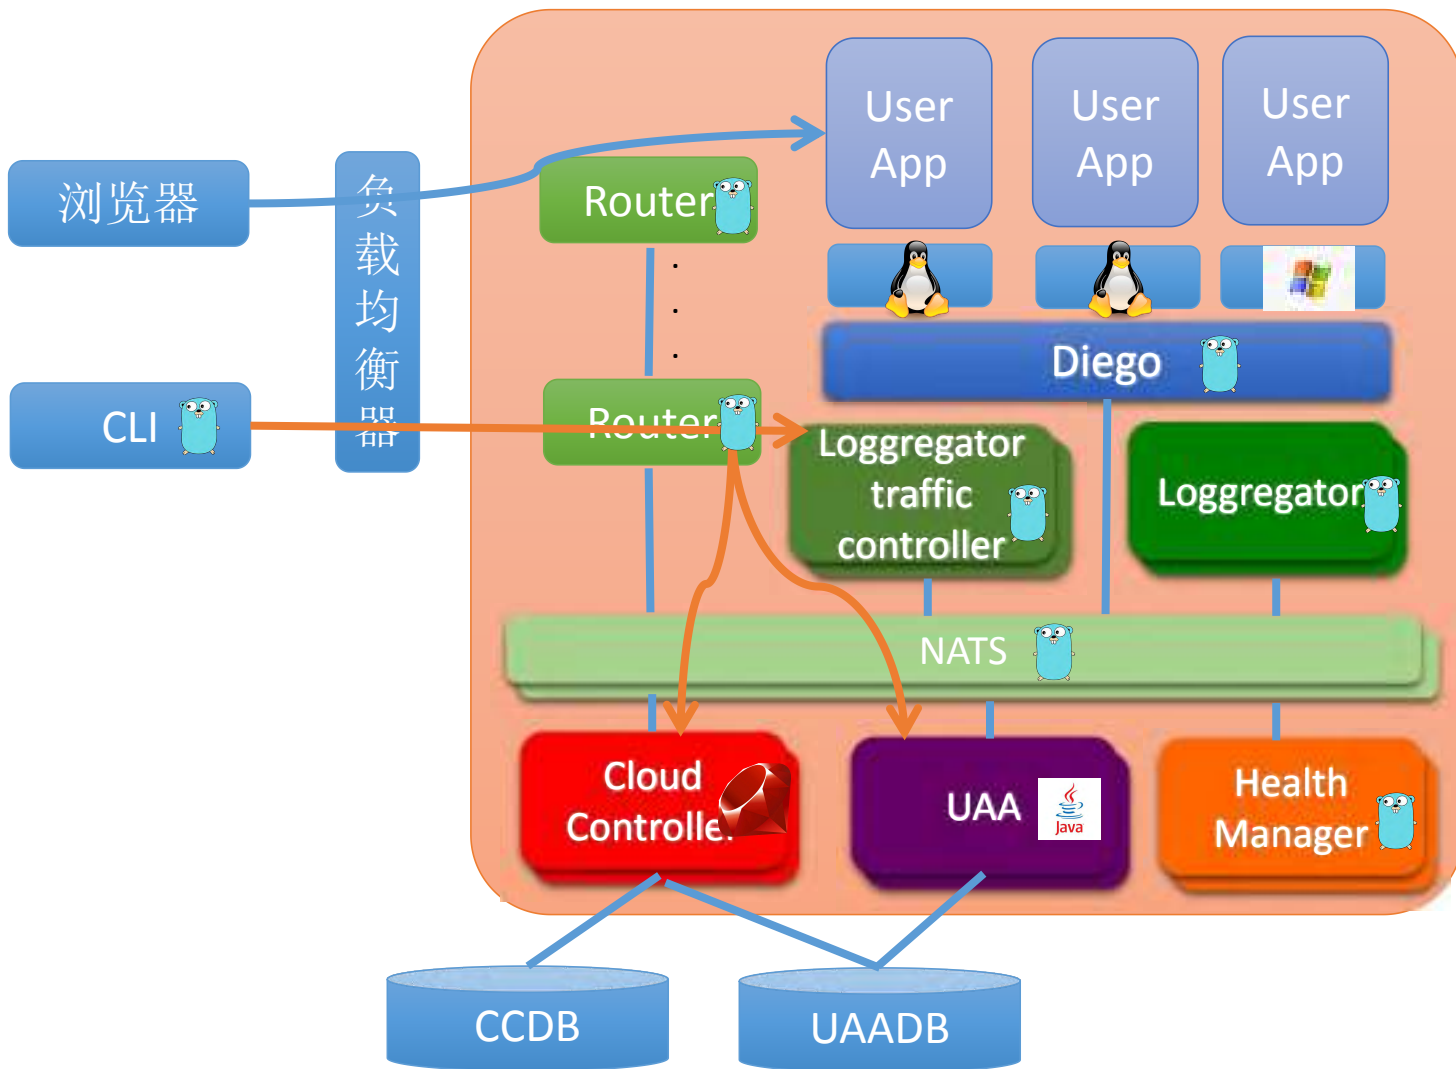 User
App
User
App
User
App
浏览器
负
载
均
衡
器
Router
.
.
.
Diego
CLI
Router
Loggregator
traffic
controller
Loggregator
NATS
Cloud
Controller
UAA
Java
Health
Manager
CCDB
UAADB